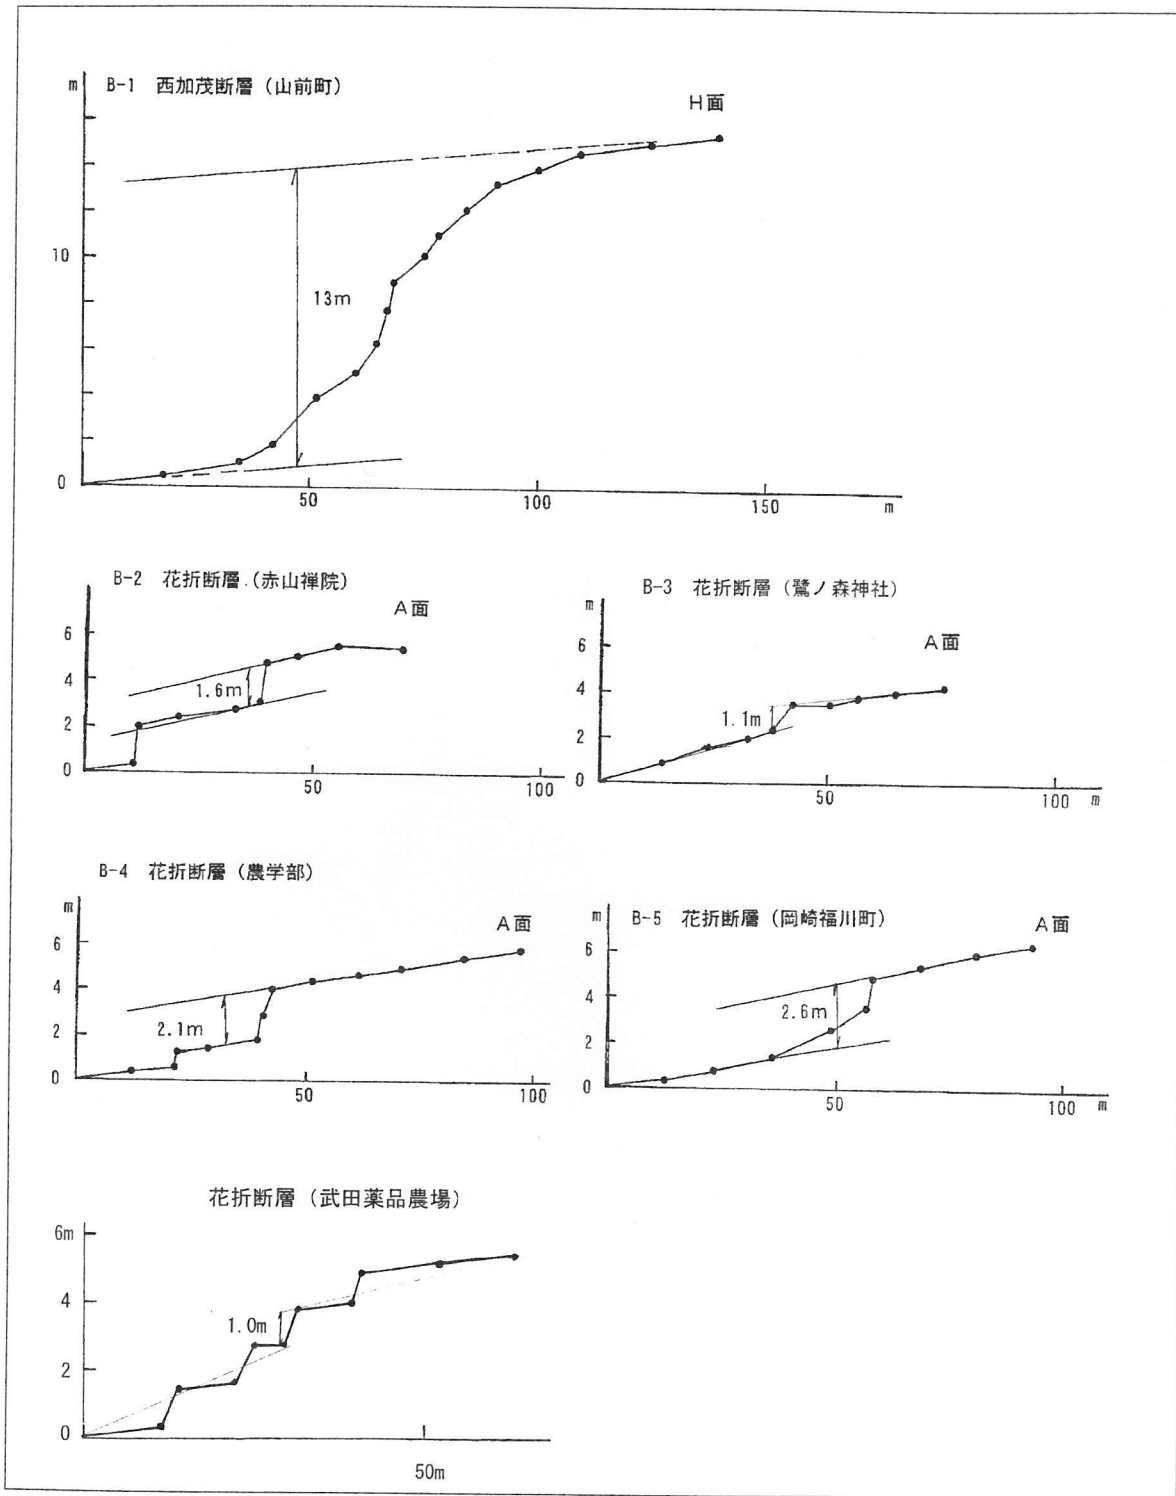 m B-1 西加茂断層（山前町）
H面
10
13m
0
50 100 150 m
B-2 花折断層（赤山禅院）
A面
6
4
2
0
1.6m
50 100
B-3 花折断層（鷺ノ森神社）
m
A面
6
4
2
0
1.1m
50 100 m
B-4 花折断層（農学部）
m
A面
6
4
2
0
2.1m
50 100
m B-5 花折断層（岡崎福川町）
A面
6
4
2
0
2.6m
50 100 m
花折断層（武田薬品農場）
6m
4
2
0
1.0m
50m